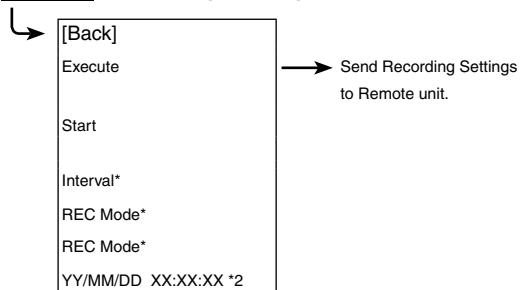 [Back]
Execute
Send Recording Settings
to Remote unit.
Start
Interval*
REC Mode*
REC Mode*
YY/MM/DD XX:XX:XX *2